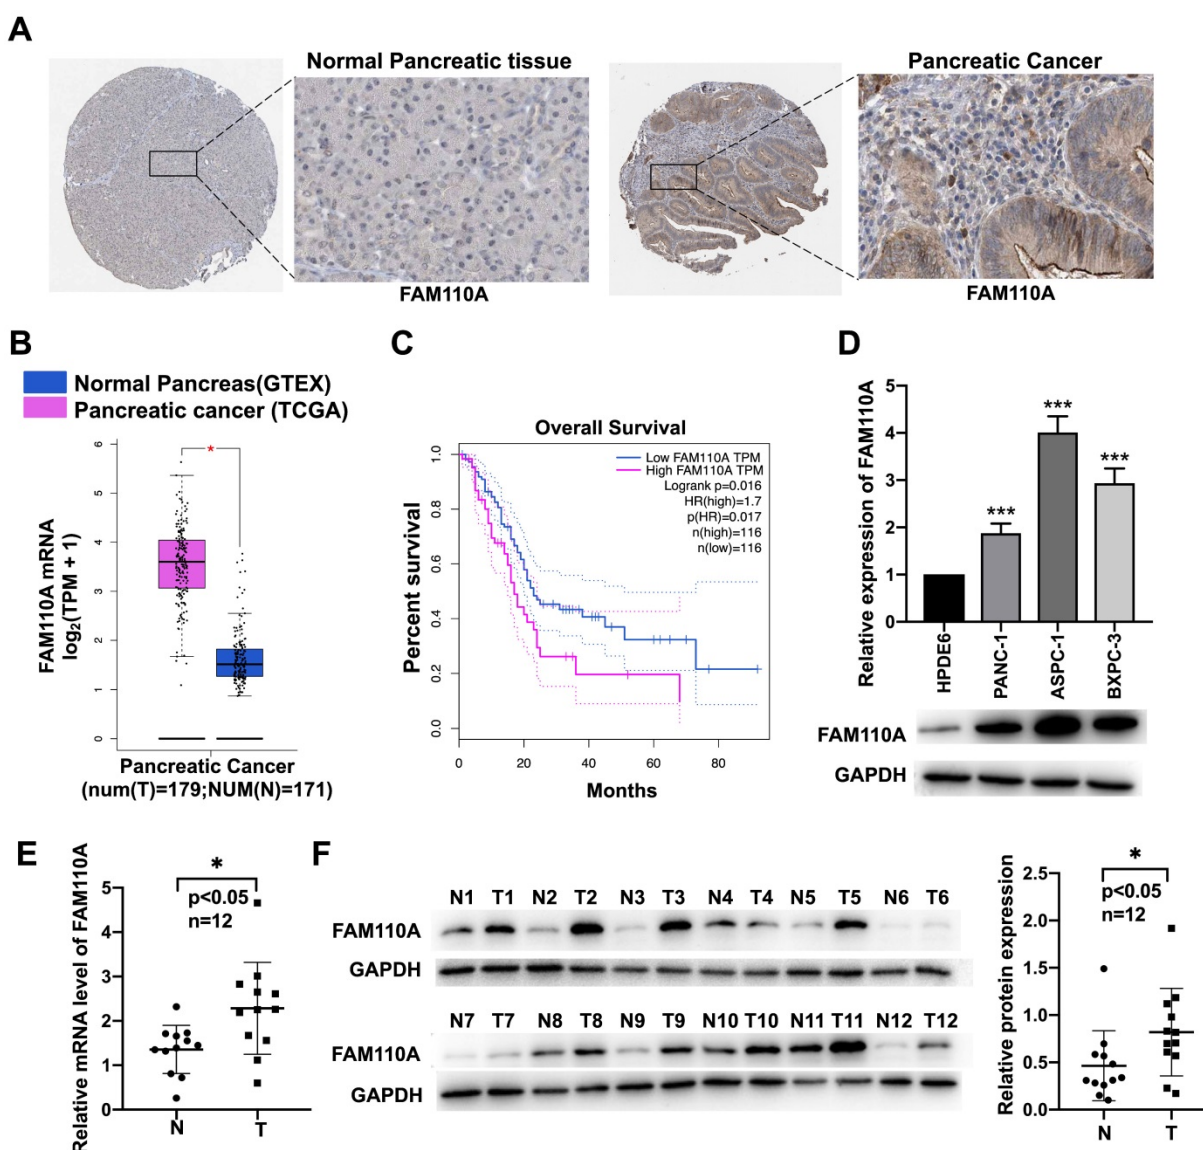 A
Normal Pancreatic tissue
Pancreatic Cancer
FAM110A
FAM110A
B
Normal Pancreas(GTEX)
Pancreatic cancer (TCGA)
FAM110A mRNA
log₂(TPM + 1)
6
5
4
3
2
1
0
*
Pancreatic Cancer
(num(T)=179;NUM(N)=171)
C
Overall Survival
Low FAM110A TPM
High FAM110A TPM
Logrank p=0.016
HR(high)=1.7
p(HR)=0.017
n(high)=116
n(low)=116
Percent survival
1.0
0.8
0.6
0.4
0.2
0.0
0 20 40 60 80
Months
D
Relative expression of FAM110A
5
4
3
2
1
0
***
***
***
HPDE6
PANC-1
ASPC-1
BXPC-3
FAM110A
GAPDH
E
Relative mRNA level of FAM110A
5
4
3
2
1
0
*
p<0.05
n=12
N T
F
N1 T1 N2 T2 N3 T3 N4 T4 N5 T5 N6 T6
FAM110A
GAPDH
N7 T7 N8 T8 N9 T9 N10 T10 N11 T11 N12 T12
FAM110A
GAPDH
Relative protein expression
2.5
2.0
1.5
1.0
0.5
0.0
*
p<0.05
n=12
N T